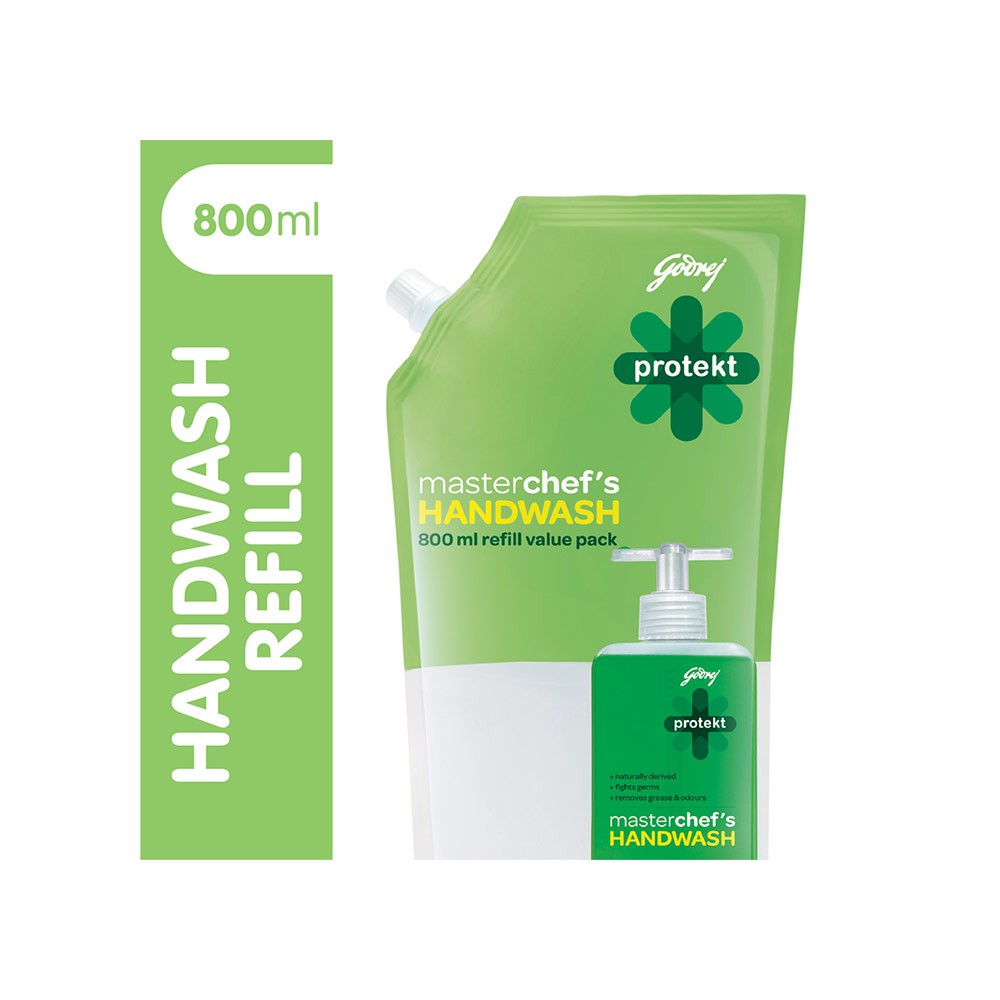 800ml
HANDWASH
REFILL
Godrej
protekt
masterchef's
HANDWASH
800 ml refill value pack
Godrej
protekt
+ naturally derived
+ fights germs
+ removes grease & odours
masterchef's
HANDWASH